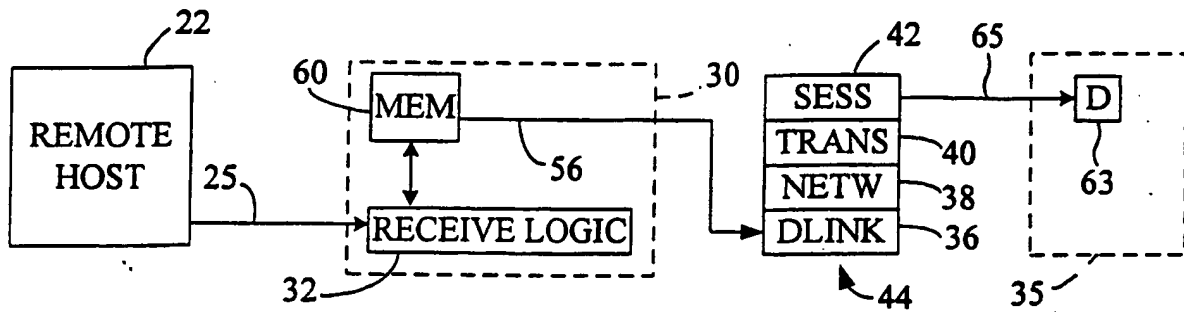 22
REMOTE
HOST
25
60
MEM
30
56
RECEIVE LOGIC
32
42
SESS
TRANS
NETW
DLINK
40
38
36
44
65
D
63
35